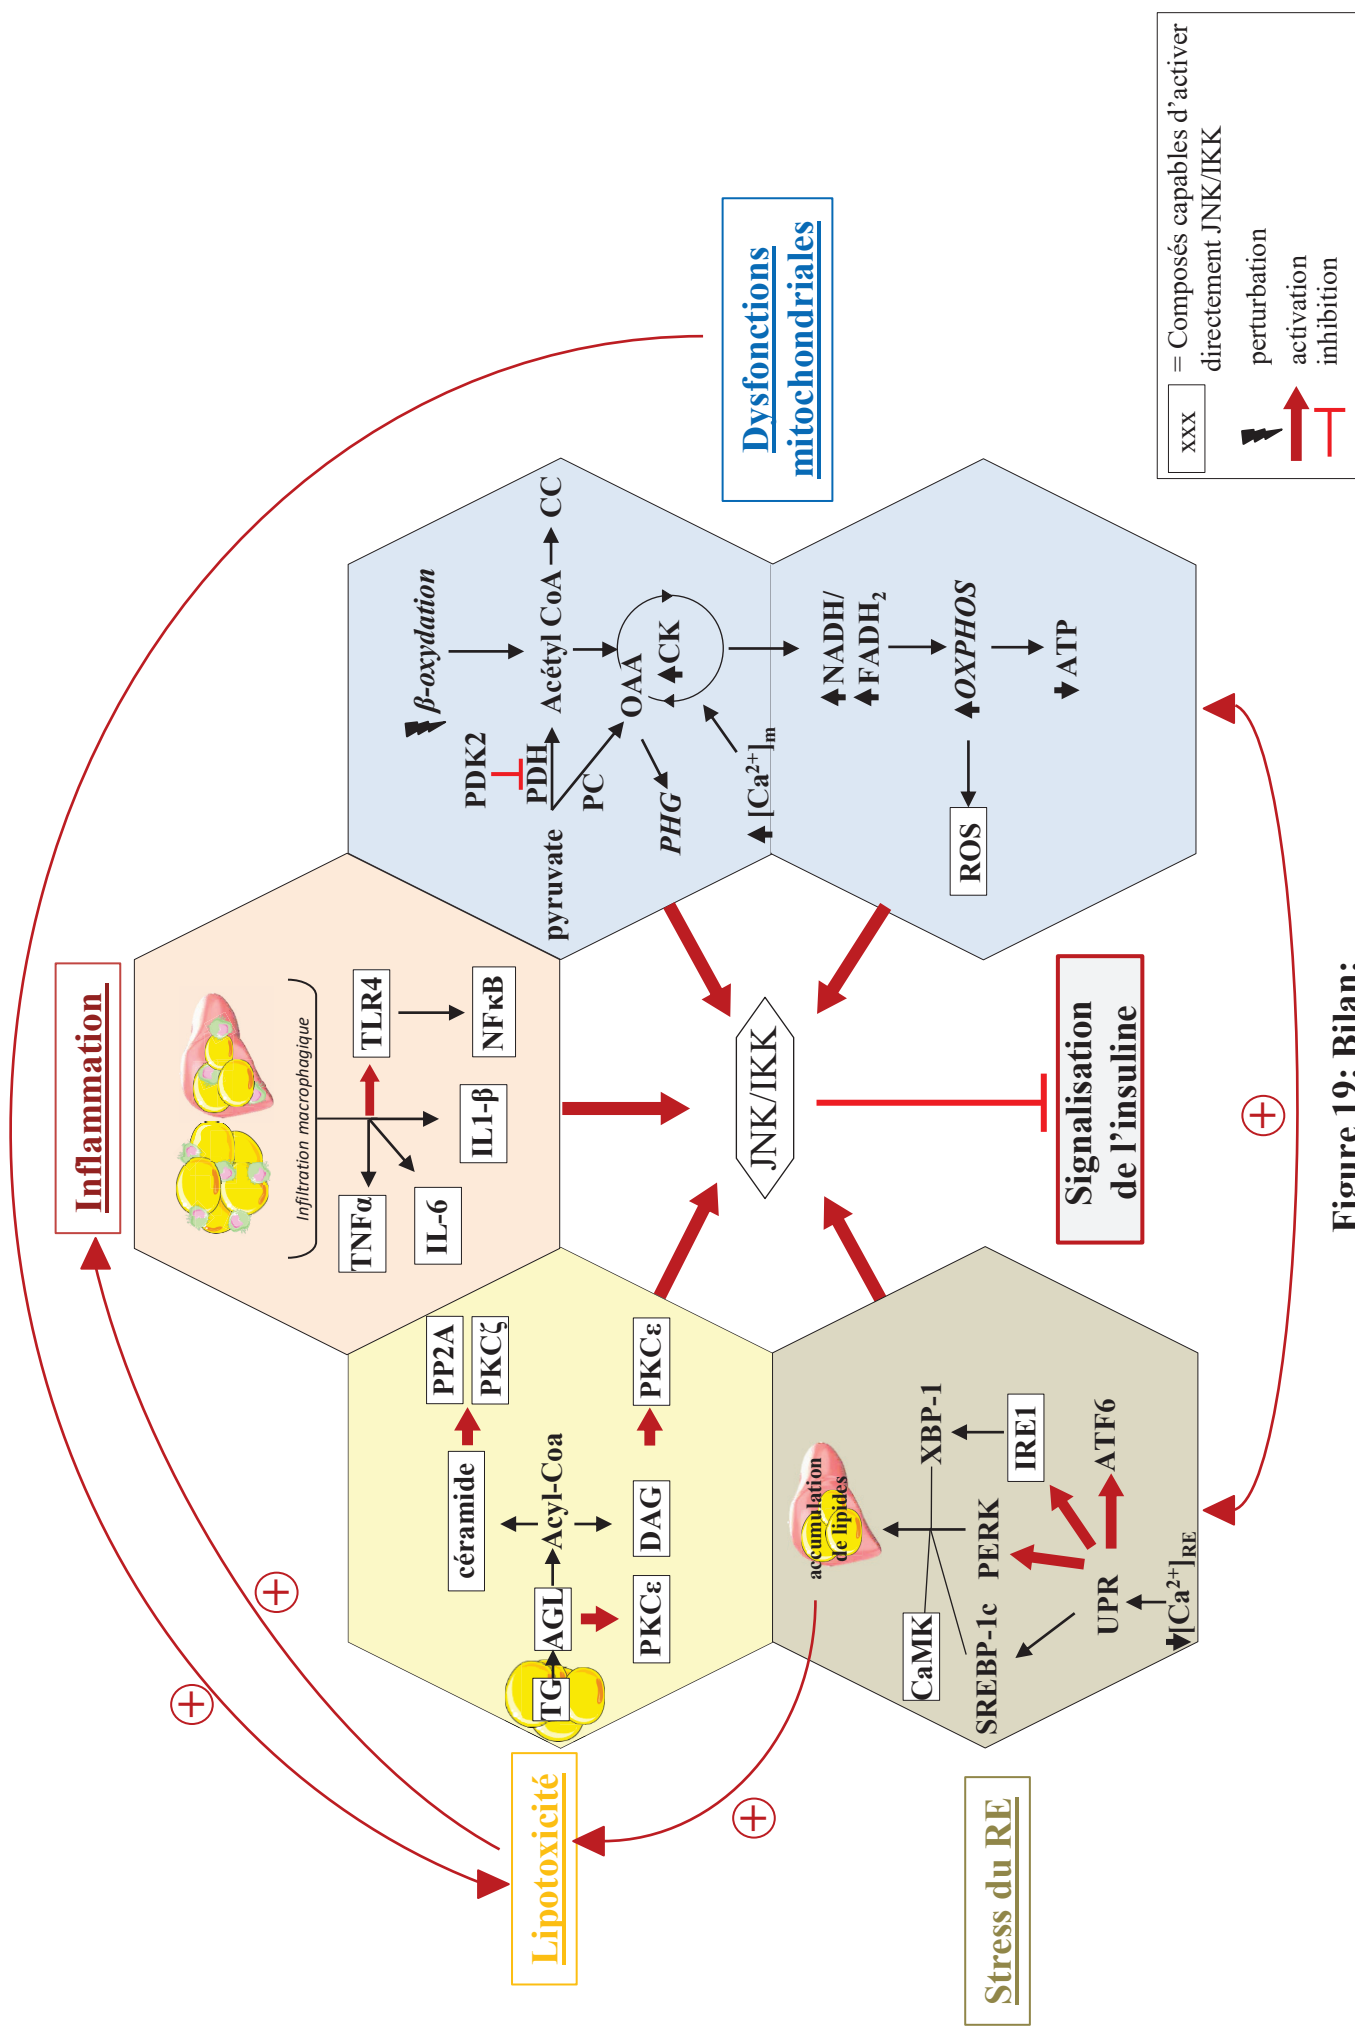 Inflammation
Infiltration macrophagique
TNFα
IL-6
IL1-β
TLR4
NFκB
Lipotoxicité
TG
AGL
Acyl-Coa
céramide
PP2A
PKCζ
DAG
PKCε
PKCε
Dysfonctions
mitochondriales
β-oxydation
PDK2
PDH
pyruvate
Acétyl CoA
CC
PC
OAA
CK
PHG
[Ca²⁺]m
NADH/
FADH₂
OXPHOS
ROS
ATP
Stress du RE
accumulation
de lipides
CaMK
XBP-1
SREBP-1c
PERK
IRE1
UPR
ATF6
[Ca²⁺]RE
JNK/IKK
Signalisation
de l’insuline
+
+
+
+
xxx
= Composés capables d’activer
directement JNK/IKK
perturbation
activation
inhibition
Figure 19: Bilan: